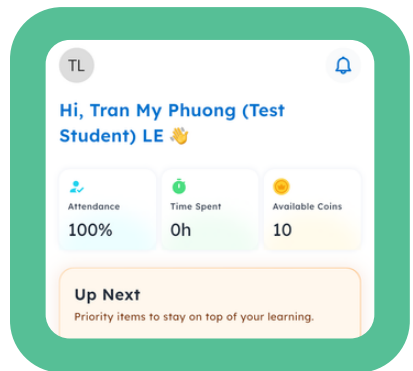 TL
Hi, Tran My Phuong (Test
Student) LE 👋
Attendance
Time Spent
Available Coins
100%
0h
10
Up Next
Priority items to stay on top of your learning.